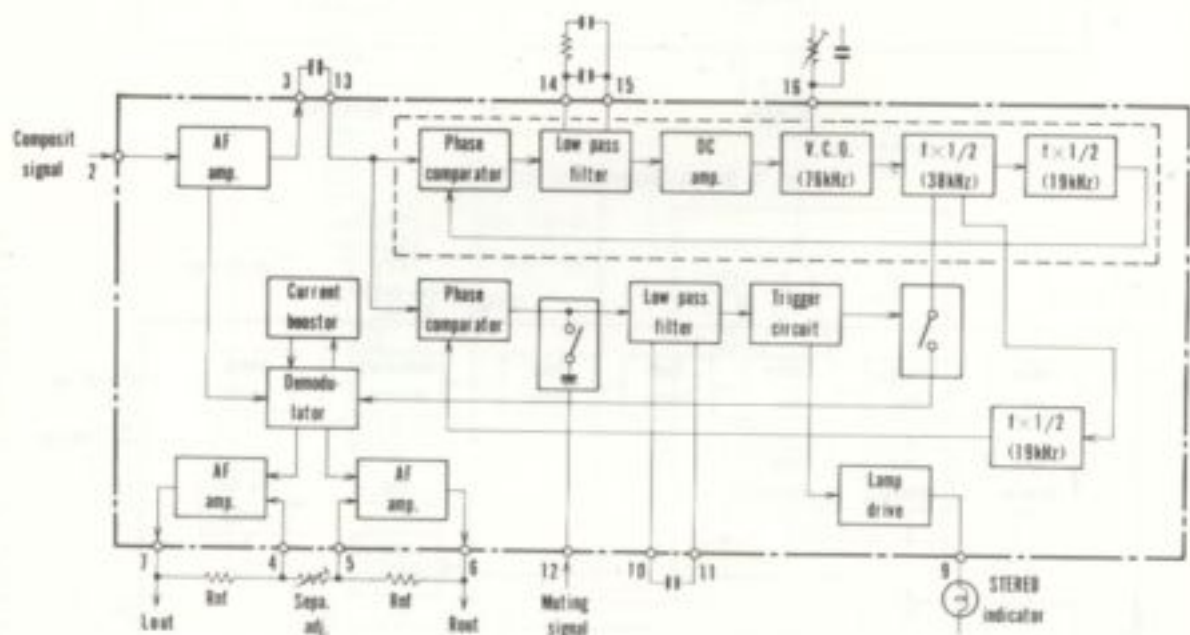 3
13
14
15
16
Composit
signal
2
AF
amp.
Phase
comparator
Low pass
filter
DC
amp.
V.C.O.
(76kHz)
f×1/2
(38kHz)
f×1/2
(19kHz)
Current
boostor
Phase
comparator
Low pass
filter
Trigger
circuit
Demodu-
lator
f×1/2
(19kHz)
AF
amp.
AF
amp.
Lamp
drive
7
4
5
6
12
10
11
9
Rnf
Sepa.
adj.
Rnf
Muting
signal
STEREO
indicator
Lout
Rout